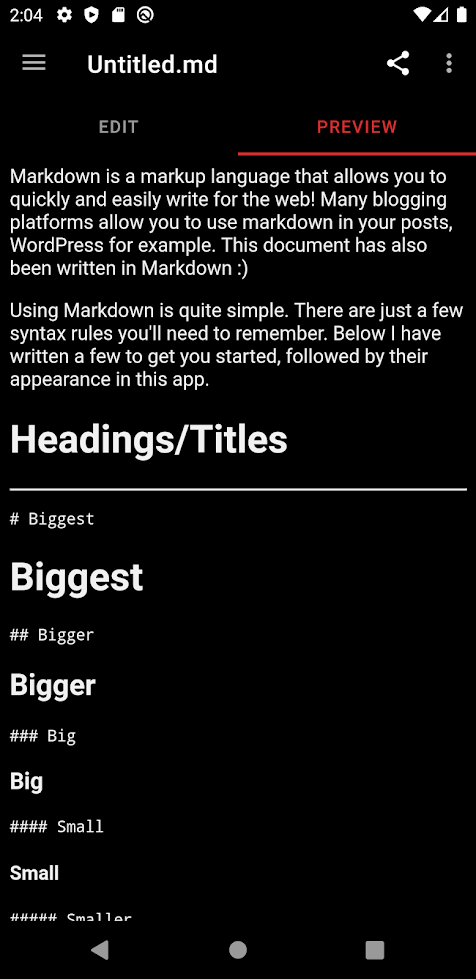 2:04
Untitled.md
EDIT
PREVIEW
Markdown is a markup language that allows you to
quickly and easily write for the web! Many blogging
platforms allow you to use markdown in your posts,
WordPress for example. This document has also
been written in Markdown :)
Using Markdown is quite simple. There are just a few
syntax rules you'll need to remember. Below I have
written a few to get you started, followed by their
appearance in this app.
Headings/Titles
# Biggest
Biggest
## Bigger
Bigger
### Big
Big
#### Small
Small
##### Smaller